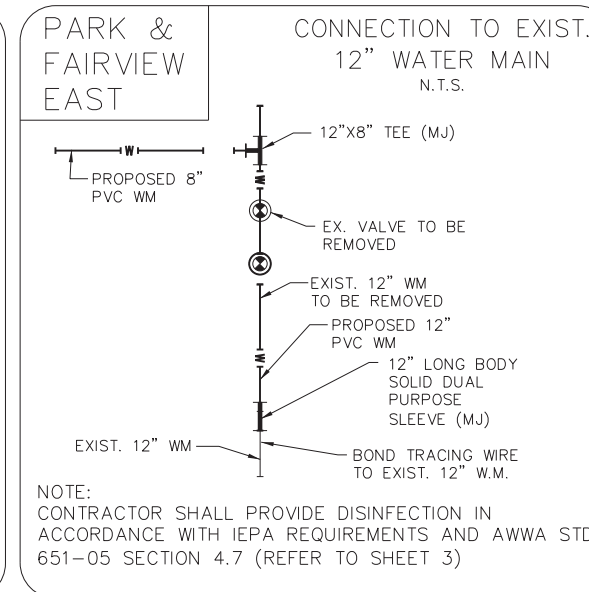 PARK &
FAIRVIEW
EAST
CONNECTION TO EXIST.
12" WATER MAIN
N.T.S.
12"X8" TEE (MJ)
W
PROPOSED 8"
PVC WM
W
EX. VALVE TO BE
REMOVED
EXIST. 12" WM
TO BE REMOVED
PROPOSED 12"
PVC WM
W
12" LONG BODY
SOLID DUAL
PURPOSE
SLEEVE (MJ)
EXIST. 12" WM
BOND TRACING WIRE
TO EXIST. 12" W.M.
NOTE:
CONTRACTOR SHALL PROVIDE DISINFECTION IN
ACCORDANCE WITH IEPA REQUIREMENTS AND AWWA STD
651-05 SECTION 4.7 (REFER TO SHEET 3)